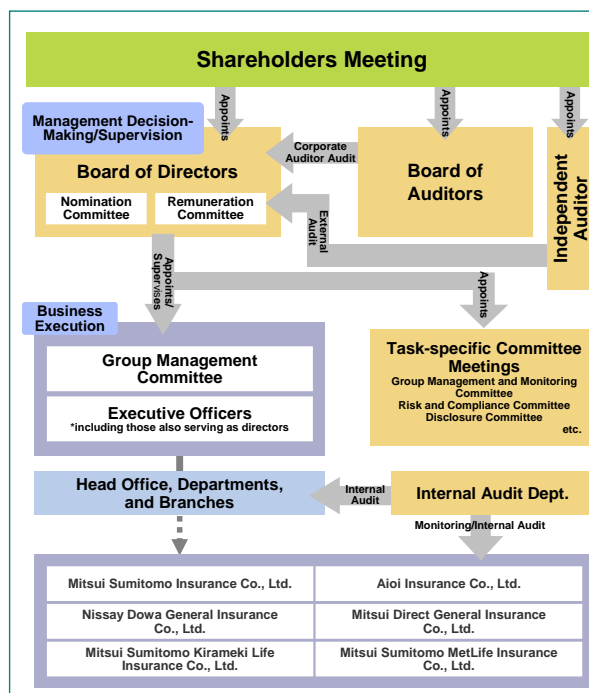 Shareholders Meeting
Appoints
Appoints
Appoints
Management Decision-
Making/Supervision
Board of Directors
Nomination
Committee
Remuneration
Committee
Corporate
Auditor Audit
Board of
Auditors
Independent
Auditor
External
Audit
Appoints/
Supervises
Appoints
Business
Execution
Group Management
Committee
Executive Officers
*including those also serving as directors
Task-specific Committee
Meetings
Group Management and Monitoring
Committee
Risk and Compliance Committee
Disclosure Committee
etc.
Head Office, Departments,
and Branches
Internal
Audit
Internal Audit Dept.
Monitoring/Internal Audit
Mitsui Sumitomo Insurance Co., Ltd.
Aioi Insurance Co., Ltd.
Nissay Dowa General Insurance
Co., Ltd.
Mitsui Direct General Insurance
Co., Ltd.
Mitsui Sumitomo Kirameki Life
Insurance Co., Ltd.
Mitsui Sumitomo MetLife Insurance
Co., Ltd.